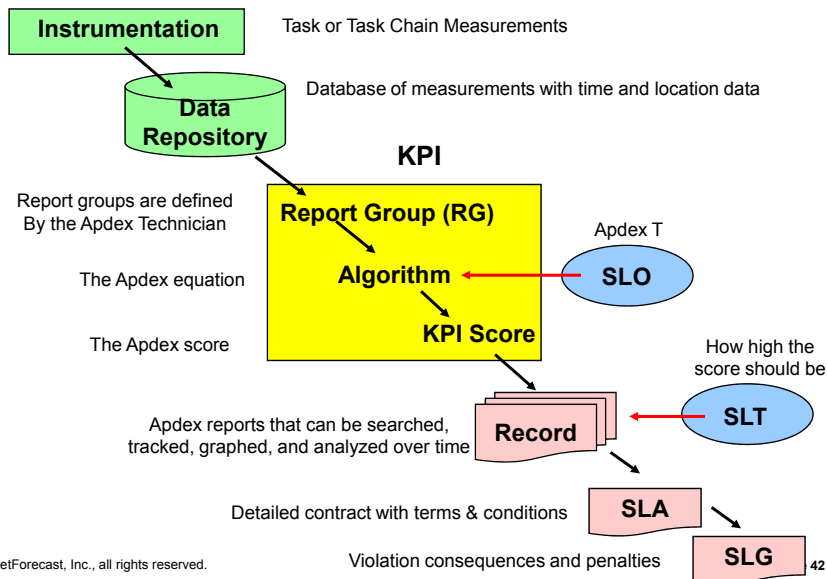 Instrumentation
Task or Task Chain Measurements
Database of measurements with time and location data
Data
Repository
KPI
Report groups are defined
By the Apdex Technician
Report Group (RG)
Apdex T
The Apdex equation
Algorithm
SLO
The Apdex score
KPI Score
How high the
score should be
SLT
Apdex reports that can be searched,
tracked, graphed, and analyzed over time
Record
Detailed contract with terms & conditions
SLA
etForecast, Inc., all rights reserved.
Violation consequences and penalties
SLG
42